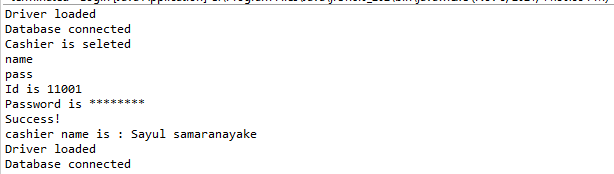 Driver loaded
Database connected
Cashier is seleted
name
pass
Id is 11001
Password is ********
Success!
cashier name is : Sayul samaranayake
Driver loaded
Database connected